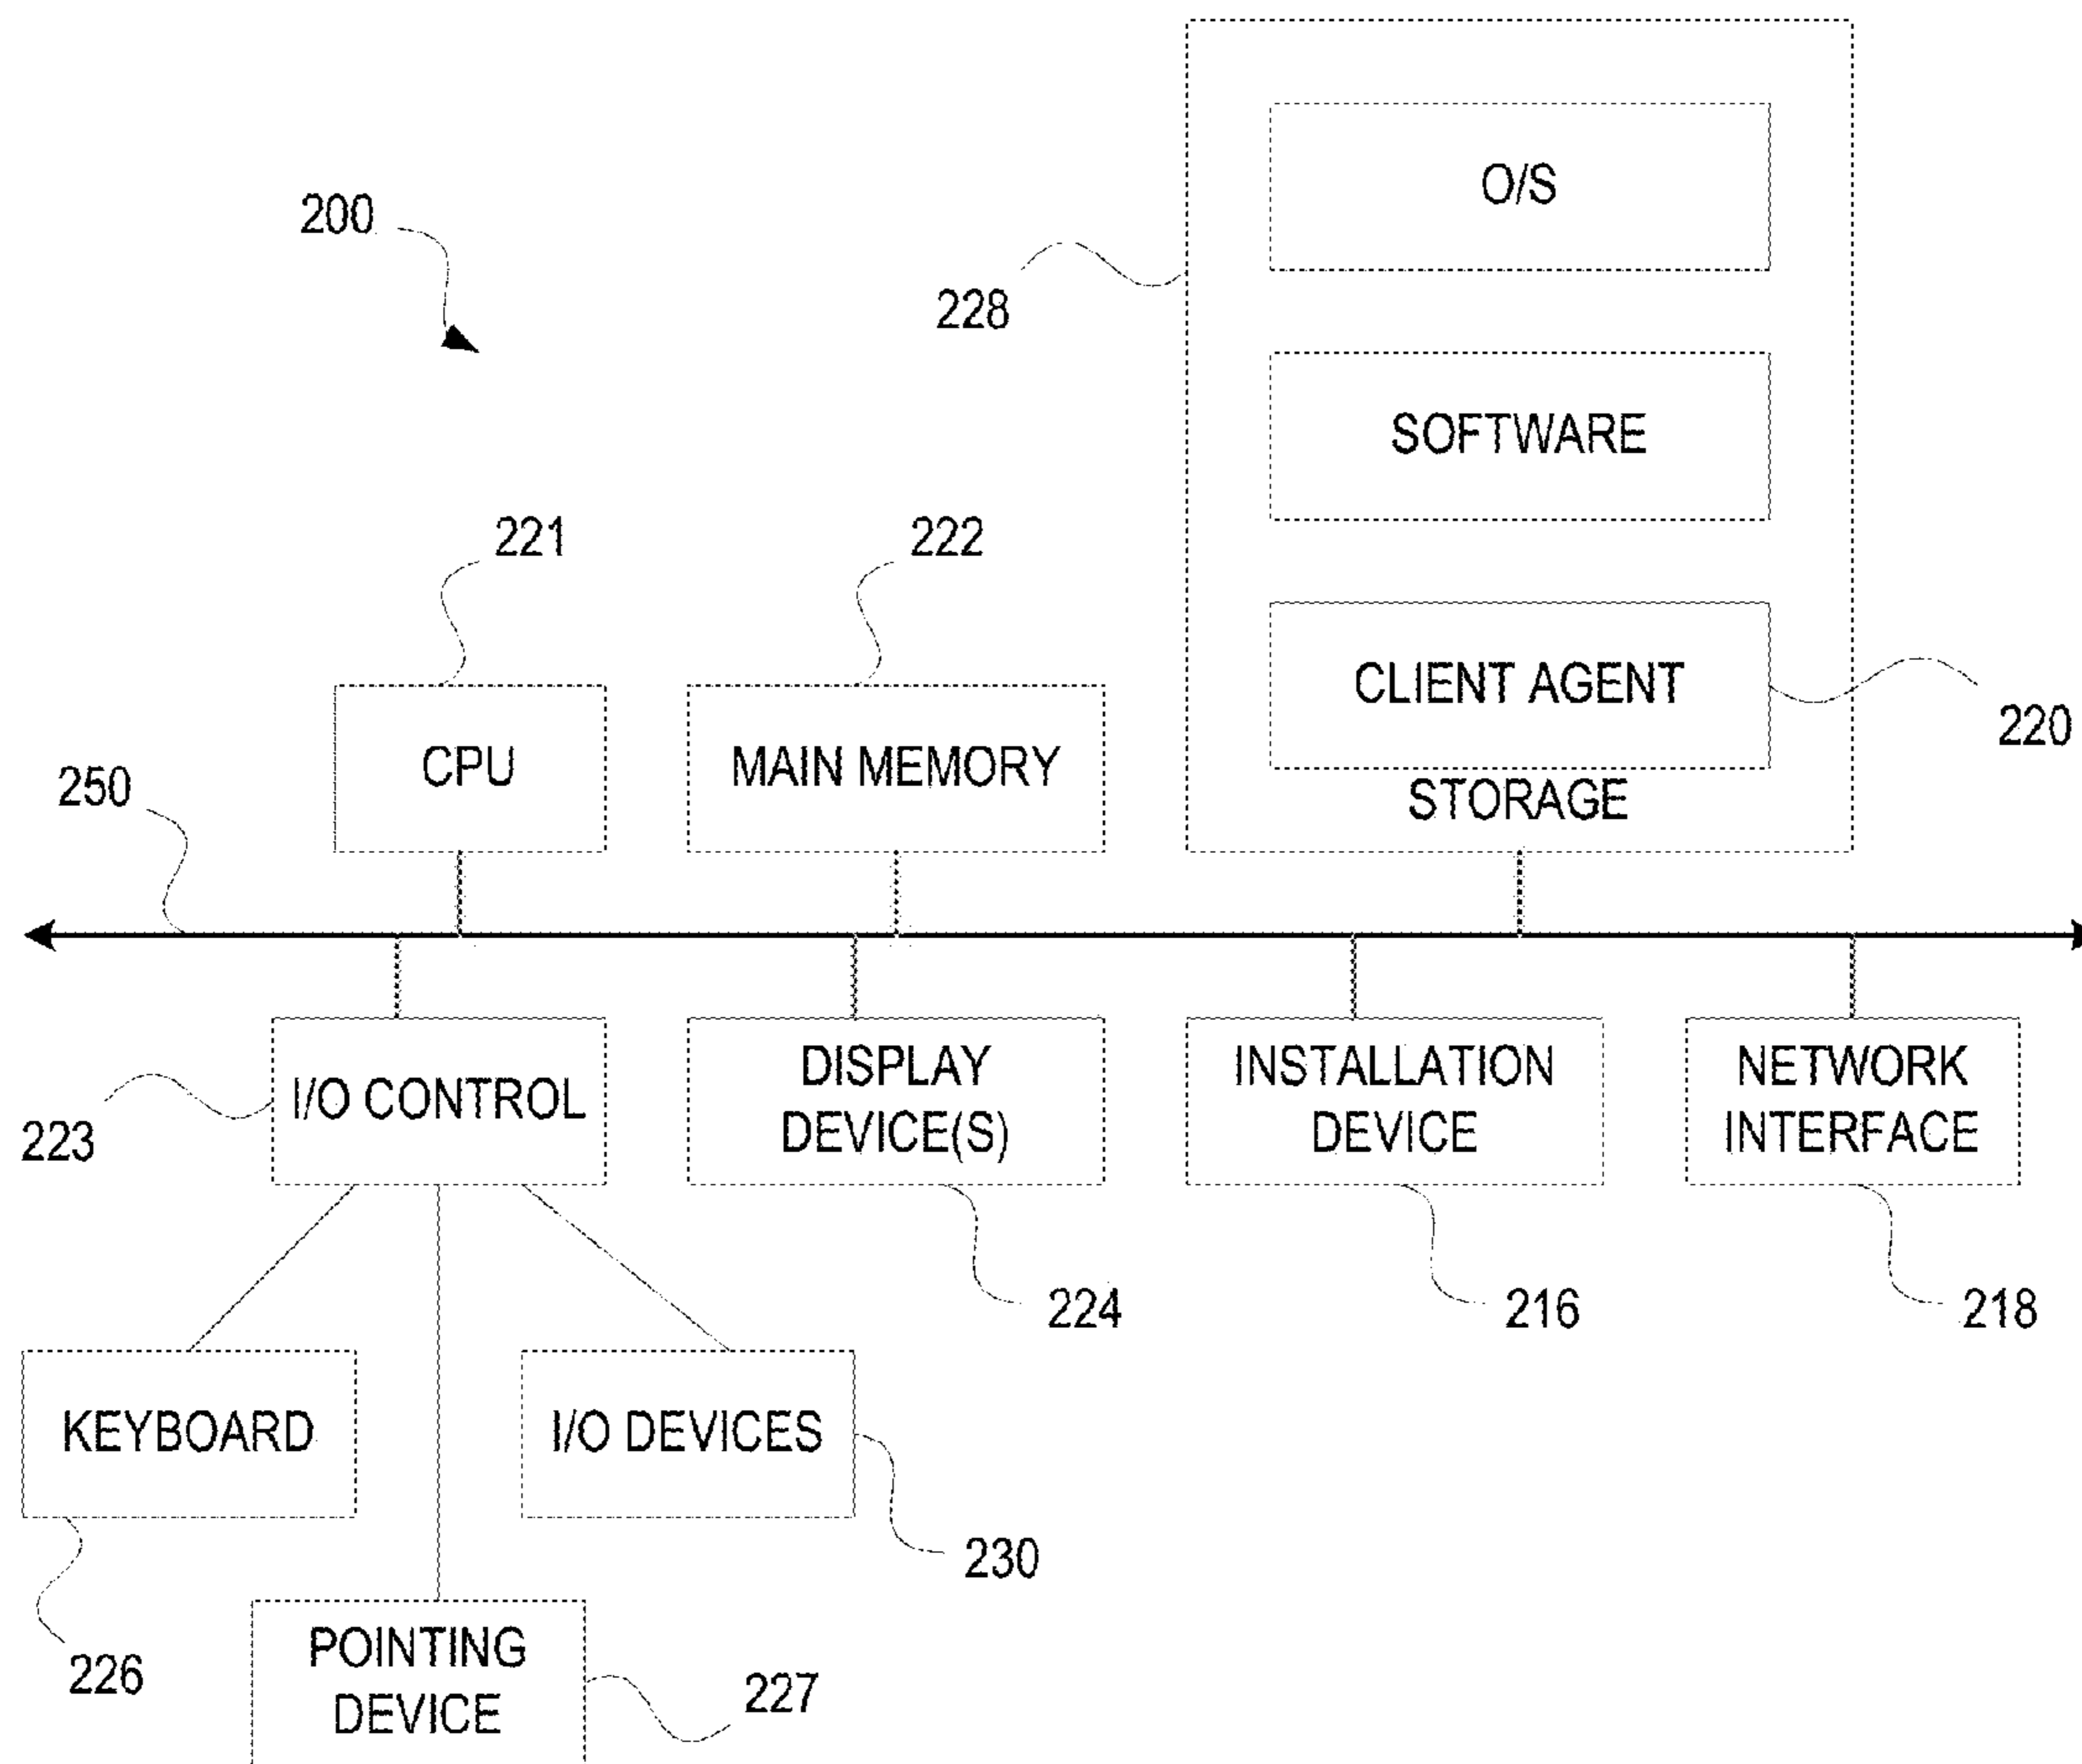 O/S
200
228
SOFTWARE
221
222
CLIENT AGENT
220
CPU
MAIN MEMORY
250
STORAGE
DISPLAY
DEVICE(S)
INSTALLATION
DEVICE
NETWORK
INTERFACE
I/O CONTROL
223
224
216
218
KEYBOARD
I/O DEVICES
230
226
POINTING
DEVICE
227